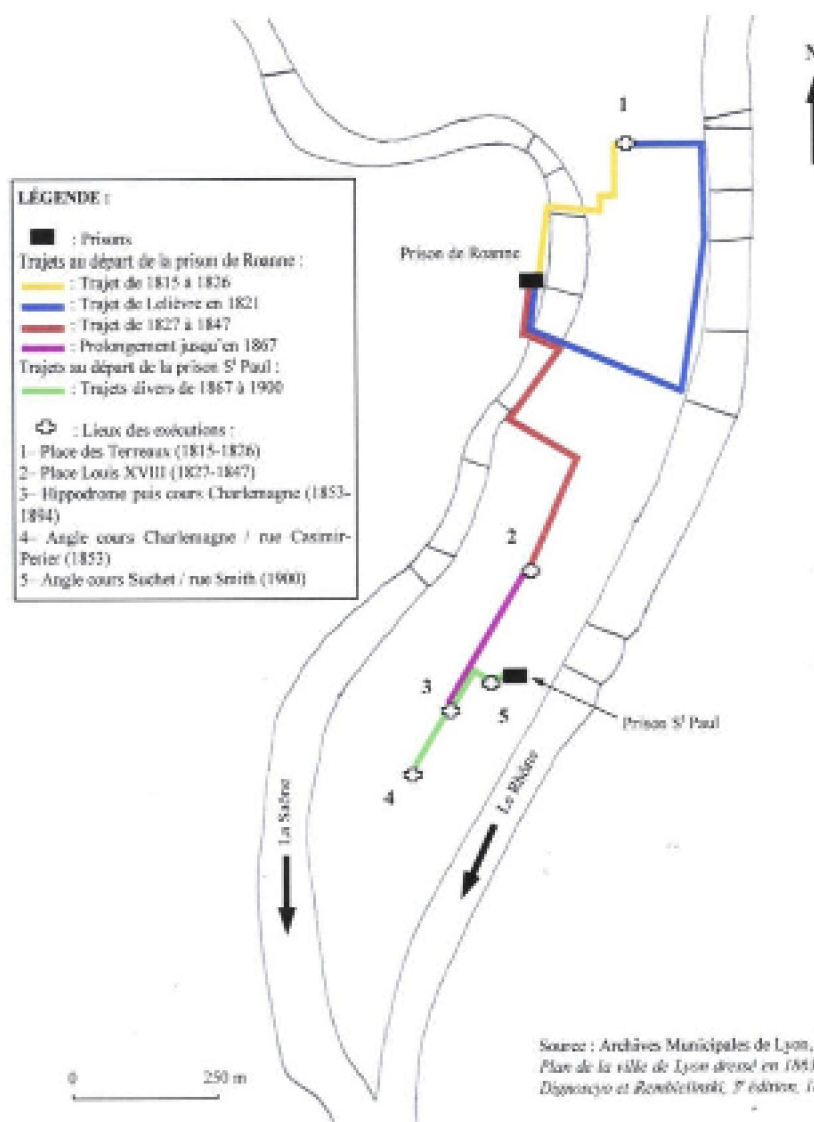 N
1
LÉGENDE :
: Prisons
Trajets au départ de la prison de Roanne :
: Trajet de 1815 à 1826
: Trajet de Lelièvre en 1821
: Trajet de 1827 à 1847
: Prolongement jusqu'en 1867
Trajets au départ de la prison St Paul :
: Trajets divers de 1867 à 1900
: Lieux des exécutions :
1– Place des Terreaux (1815-1826)
2– Place Louis XVIII (1827-1847)
3– Hippodrome puis cours Charlemagne (1853-
1894)
4– Angle cours Charlemagne / rue Casimir-
Perier (1853)
5– Angle cours Suchet / rue Smith (1900)
Prison de Roanne
2
3
5
Prison St Paul
4
La Saône
Le Rhône
0 250 m
Source : Archives Municipales de Lyon,
Plan de la ville de Lyon dressé en
Dignoscyo et Rembielinski, 5e édition,